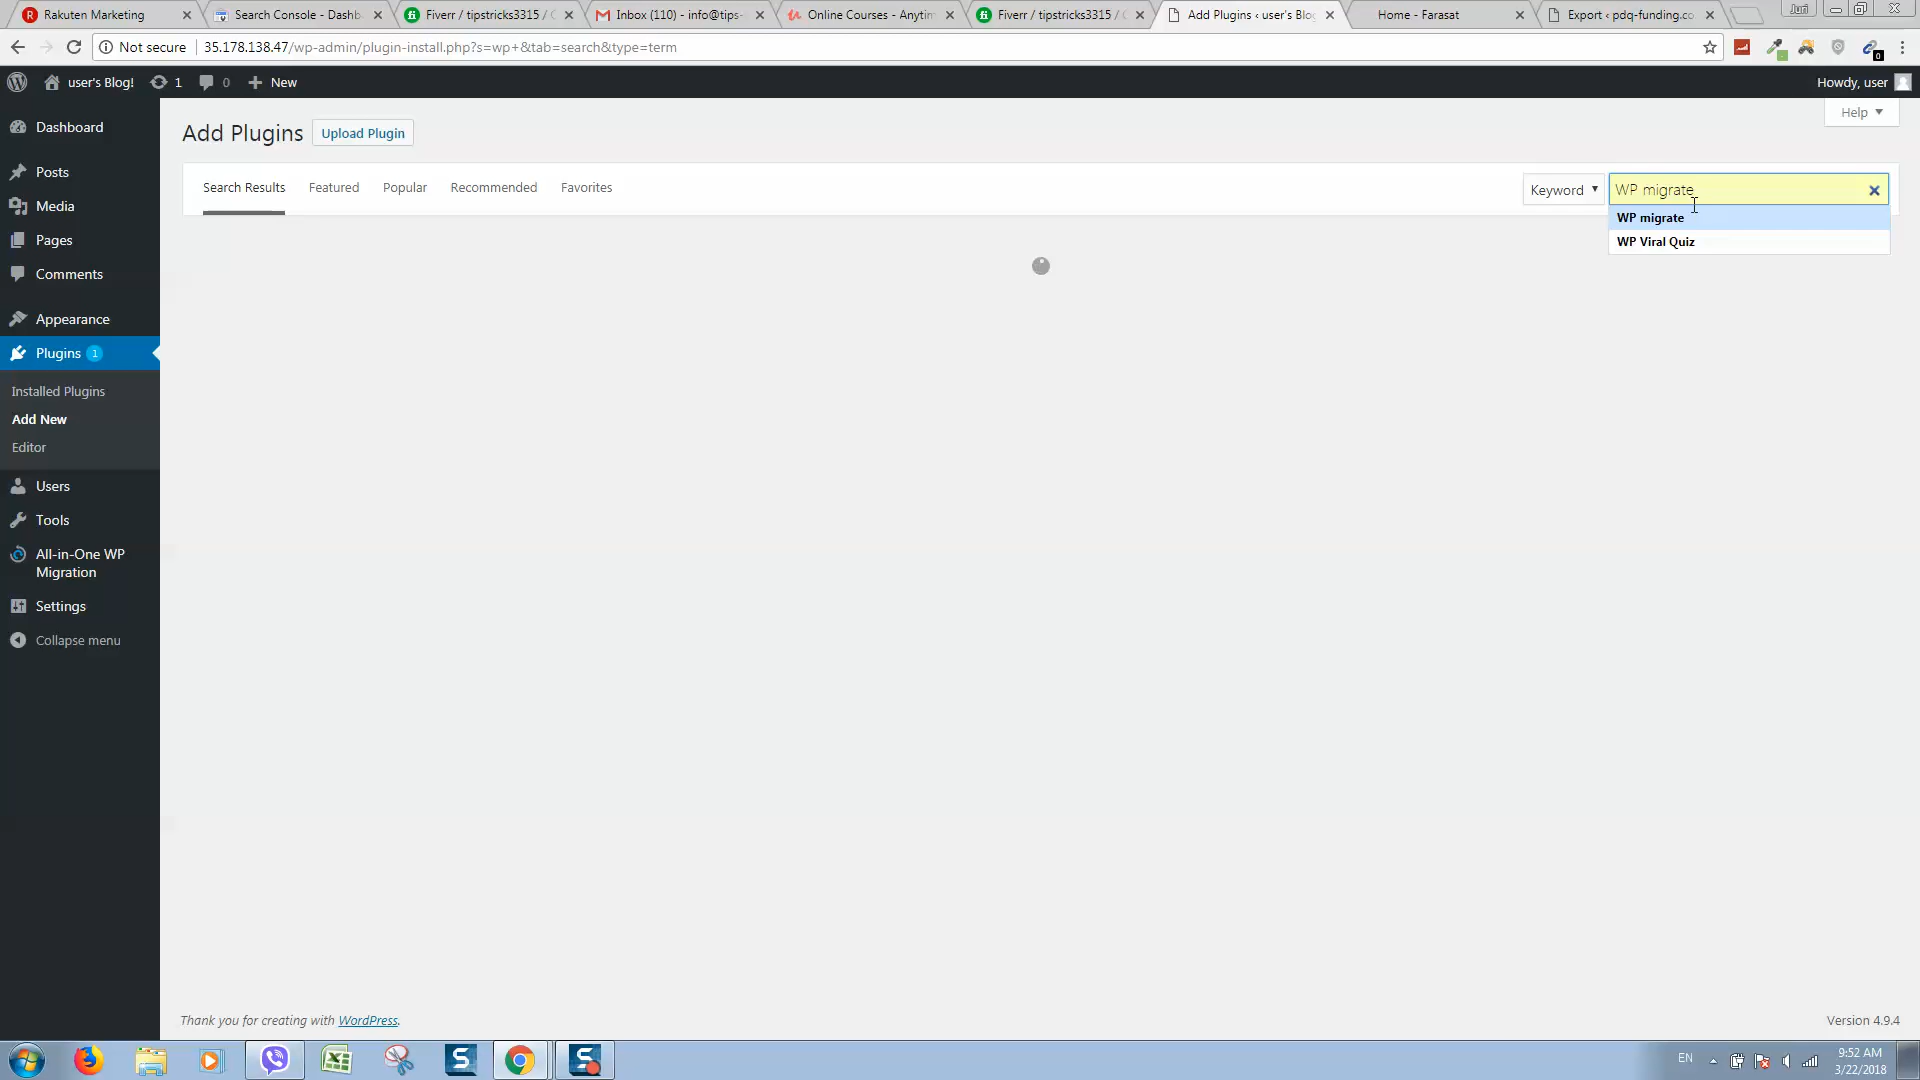 Rakuten Marketing
Search Console - Dashb
Fiverr / tipstricks3315 / C
Inbox (110) - info@tips-
Online Courses - Anytim
Fiverr / tipstricks3315 / C
Add Plugins ‹ user's Blog
Home - Farasat
Export ‹ pdq-funding.co
Juri
Not secure
35.178.138.47/wp-admin/plugin-install.php?s=wp+&tab=search&type=term
0
user's Blog!
1
0
New
Howdy, user
Help
Dashboard
Posts
Media
Pages
Comments
Appearance
Plugins 1
Installed Plugins
Add New
Editor
Users
Tools
All-in-One WP
Migration
Settings
Collapse menu
Add Plugins
Upload Plugin
Search Results
Featured
Popular
Recommended
Favorites
Keyword
WP migrate
WP migrate
WP Viral Quiz
Thank you for creating with WordPress.
Version 4.9.4
EN
9:52 AM
3/22/2018